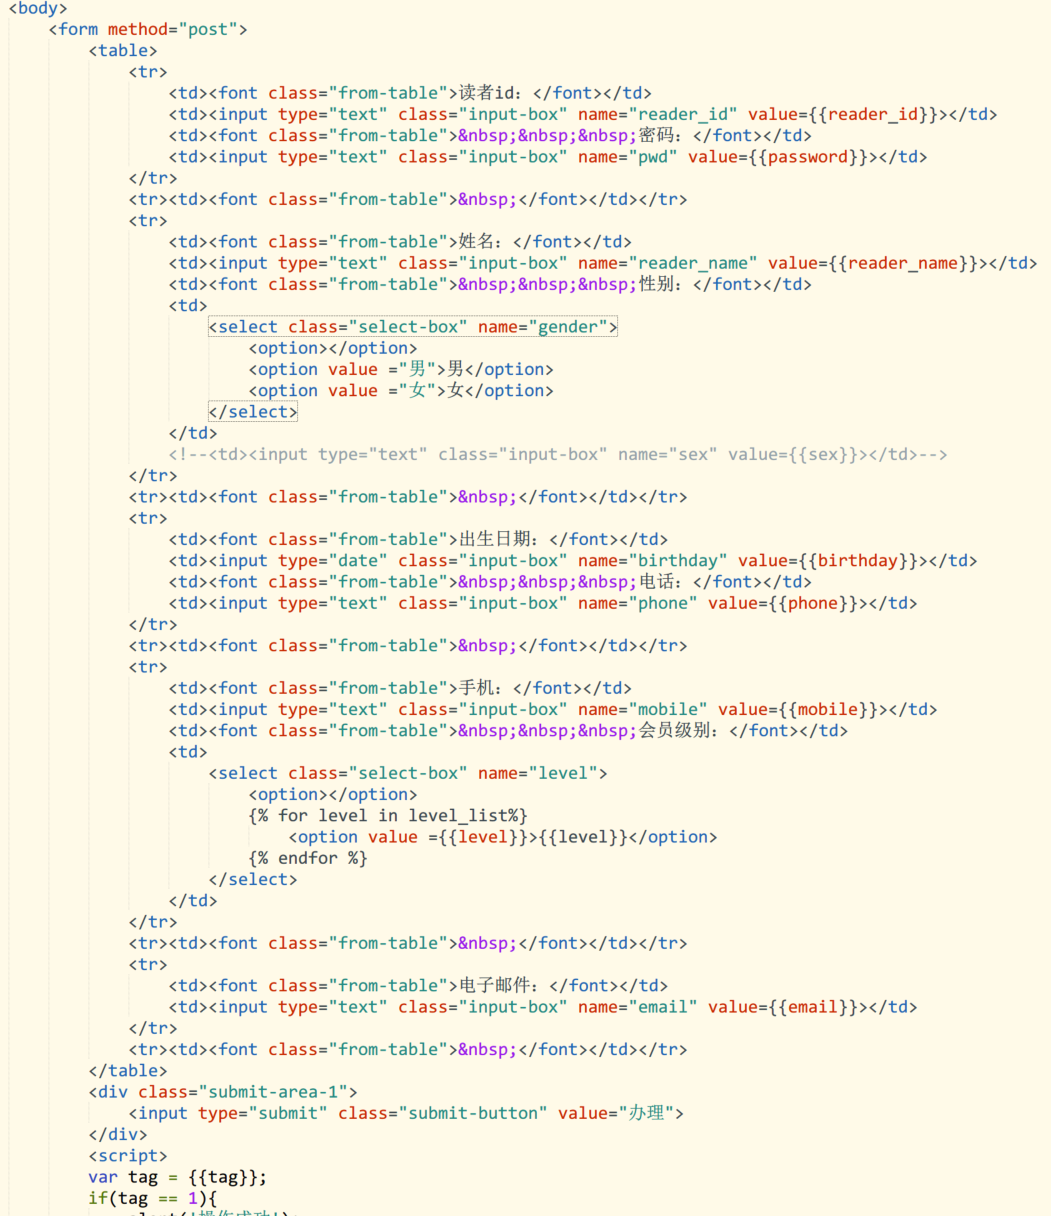 <body>
<form method="post">
<table>
<tr>
<td><font class="from-table">读者id：</font></td>
<td><input type="text" class="input-box" name="reader_id" value={{reader_id}}></td>
<td><font class="from-table">&nbsp;&nbsp;&nbsp;密码：</font></td>
<td><input type="text" class="input-box" name="pwd" value={{password}}></td>
</tr>
<tr><td><font class="from-table">&nbsp;</font></td></tr>
<tr>
<td><font class="from-table">姓名：</font></td>
<td><input type="text" class="input-box" name="reader_name" value={{reader_name}}></td>
<td><font class="from-table">&nbsp;&nbsp;&nbsp;性别：</font></td>
<td>
<select class="select-box" name="gender">
<option></option>
<option value ="男">男</option>
<option value ="女">女</option>
</select>
</td>
<!--<td><input type="text" class="input-box" name="sex" value={{sex}}></td>-->
</tr>
<tr><td><font class="from-table">&nbsp;</font></td></tr>
<tr>
<td><font class="from-table">出生日期：</font></td>
<td><input type="date" class="input-box" name="birthday" value={{birthday}}></td>
<td><font class="from-table">&nbsp;&nbsp;&nbsp;电话：</font></td>
<td><input type="text" class="input-box" name="phone" value={{phone}}></td>
</tr>
<tr><td><font class="from-table">&nbsp;</font></td></tr>
<tr>
<td><font class="from-table">手机：</font></td>
<td><input type="text" class="input-box" name="mobile" value={{mobile}}></td>
<td><font class="from-table">&nbsp;&nbsp;&nbsp;会员级别：</font></td>
<td>
<select class="select-box" name="level">
<option></option>
{% for level in level_list%}
<option value ={{level}}>{{level}}</option>
{% endfor %}
</select>
</td>
</tr>
<tr><td><font class="from-table">&nbsp;</font></td></tr>
<tr>
<td><font class="from-table">电子邮件：</font></td>
<td><input type="text" class="input-box" name="email" value={{email}}></td>
</tr>
<tr><td><font class="from-table">&nbsp;</font></td></tr>
</table>
<div class="submit-area-1">
<input type="submit" class="submit-button" value="办理">
</div>
<script>
var tag = {{tag}};
if(tag == 1){